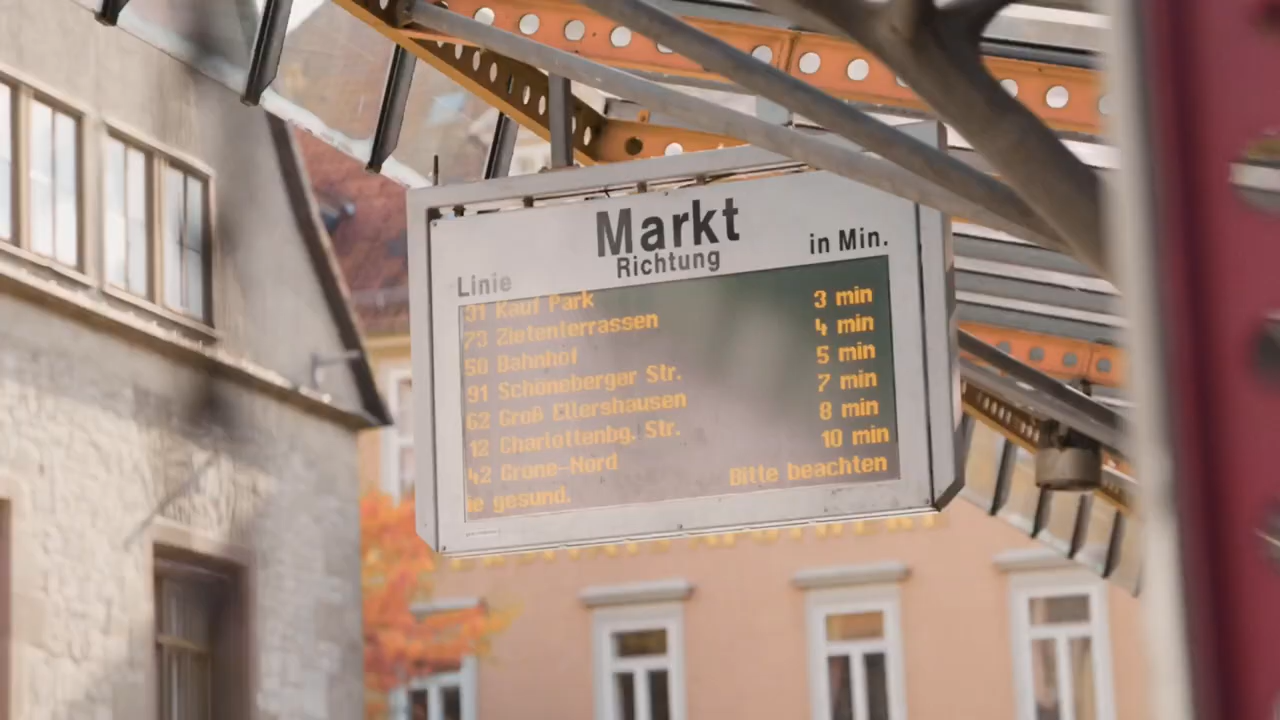 Markt
Linie Richtung in Min.
31 Kauf Park
73 Zietenterrassen 3 min
50 Bahnhof 4 min
91 Schöneberger Str. 5 min
62 Groß Ellershausen 7 min
12 Charlottenbg. Str. 8 min
42 Grone-Nord 10 min
ie gesund. Bitte beachten